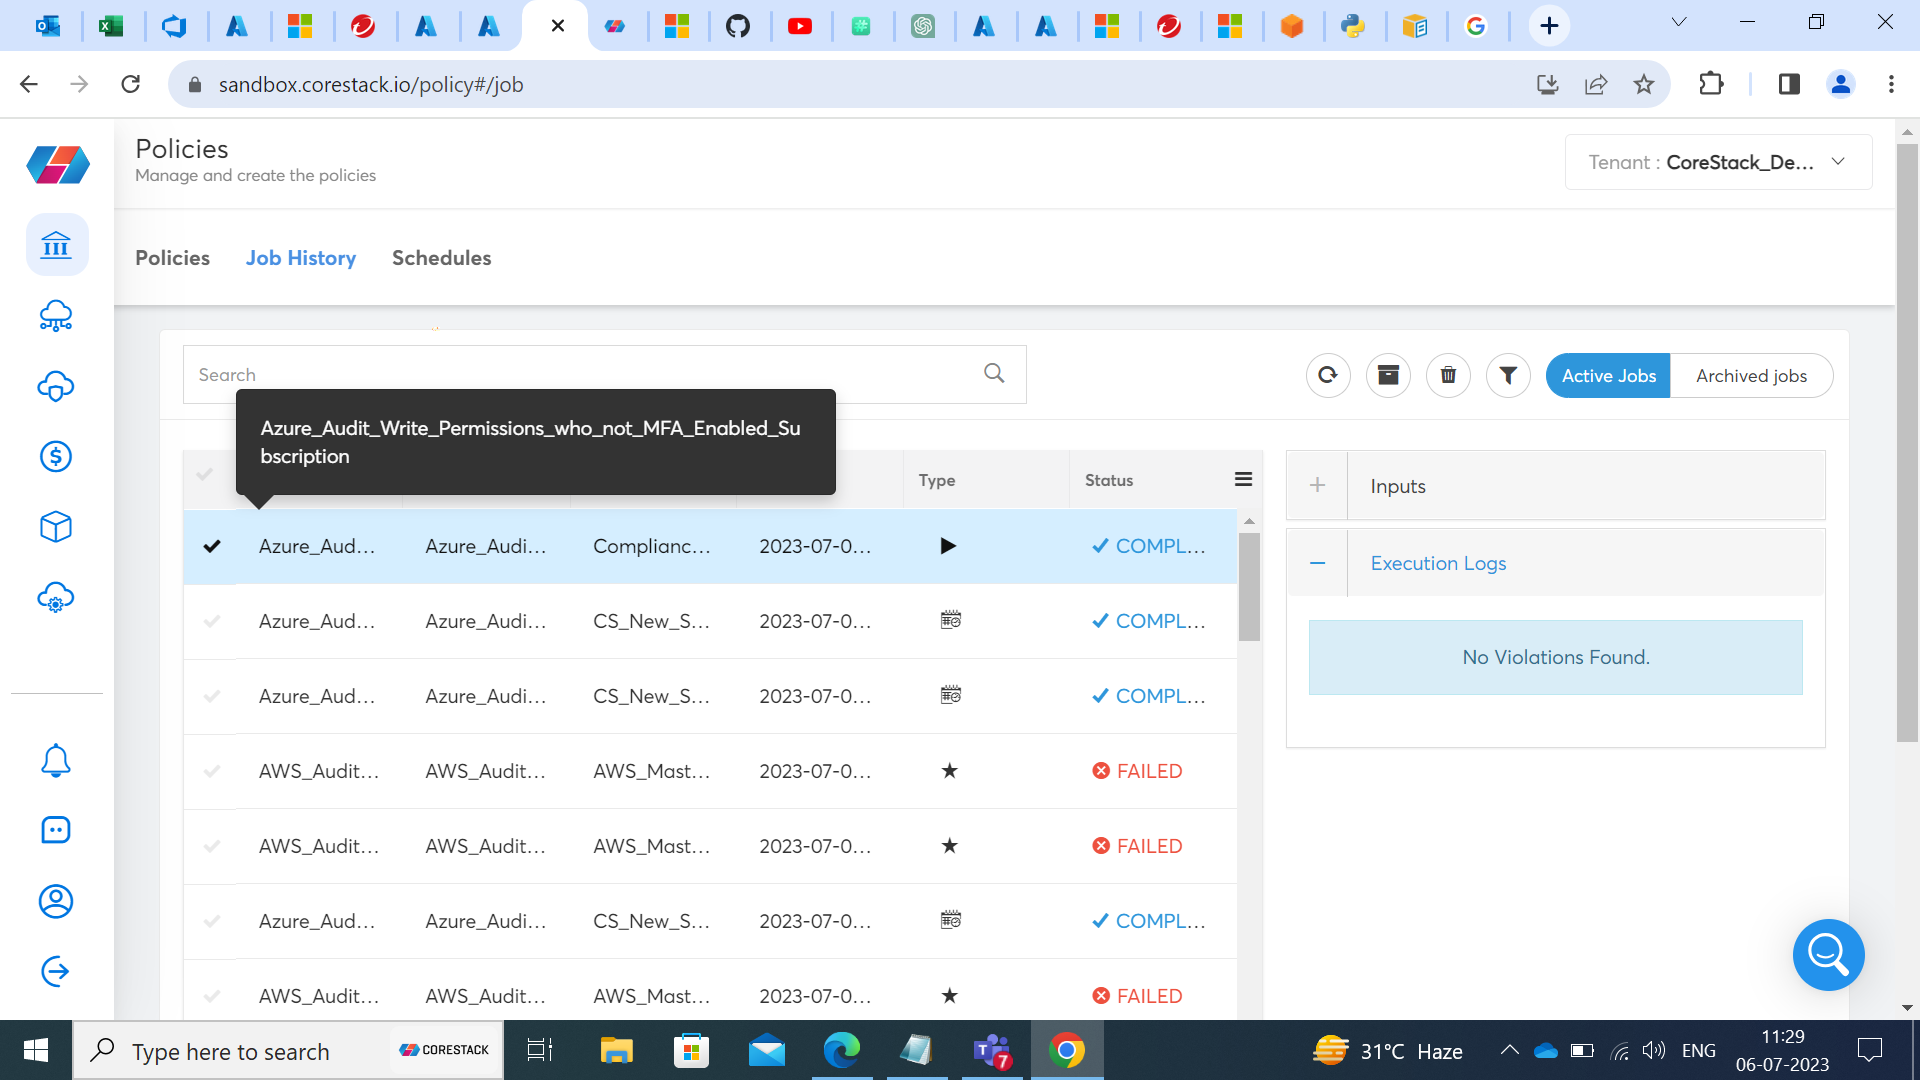 sandbox.corestack.io/policy#/job
Policies
Manage and create the policies
Tenant : CoreStack_De...
Policies
Job History
Schedules
Search
Active Jobs
Archived jobs
Azure_Audit_Write_Permissions_who_not_MFA_Enabled_Su
bscription
Type
Status
Azure_Aud... Azure_Audi... Complianc... 2023-07-0... COMPL...
Azure_Aud... Azure_Audi... CS_New_S... 2023-07-0... COMPL...
Azure_Aud... Azure_Audi... CS_New_S... 2023-07-0... COMPL...
AWS_Audit... AWS_Audit... AWS_Mast... 2023-07-0... FAILED
AWS_Audit... AWS_Audit... AWS_Mast... 2023-07-0... FAILED
Azure_Aud... Azure_Audi... CS_New_S... 2023-07-0... COMPL...
AWS_Audit... AWS_Audit... AWS_Mast... 2023-07-0... FAILED
Inputs
Execution Logs
No Violations Found.
Type here to search
CORESTACK
7
31°C Haze
ENG
11:29
06-07-2023